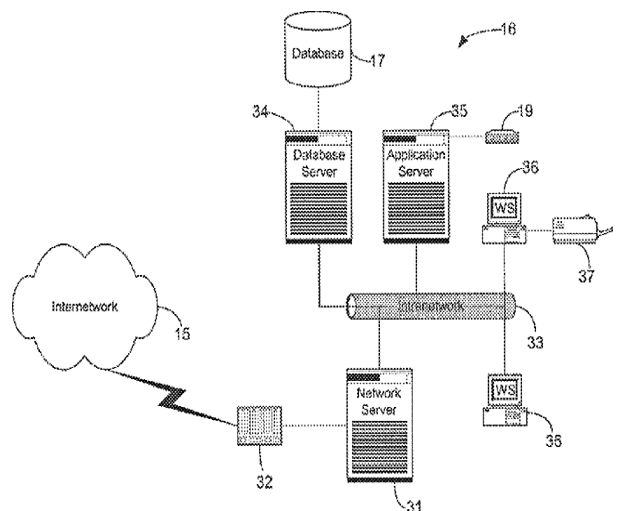 16
Database
17
34
35
19
Database
Server
Application
Server
36
WS
37
Internetwork
15
Intranetwork
33
WS
Network
Server
36
32
31